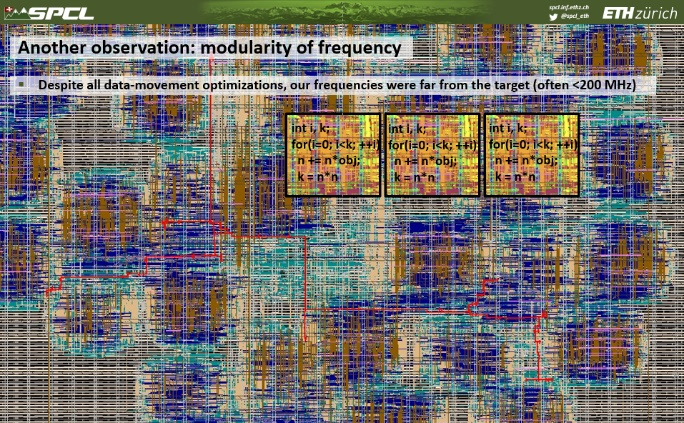 SPCL
spcl.inf.ethz.ch
@spcl_eth
ETH zürich
Another observation: modularity of frequency
Despite all data-movement optimizations, our frequencies were far from the target (often <200 MHz)
int i, k;
for(i=0; i<k; ++i)
n += n*obj;
k = n*n
int i, k;
for(i=0; i<k; ++i)
n += n*obj;
k = n*n
int i, k;
for(i=0; i<k; ++i)
n += n*obj;
k = n*n